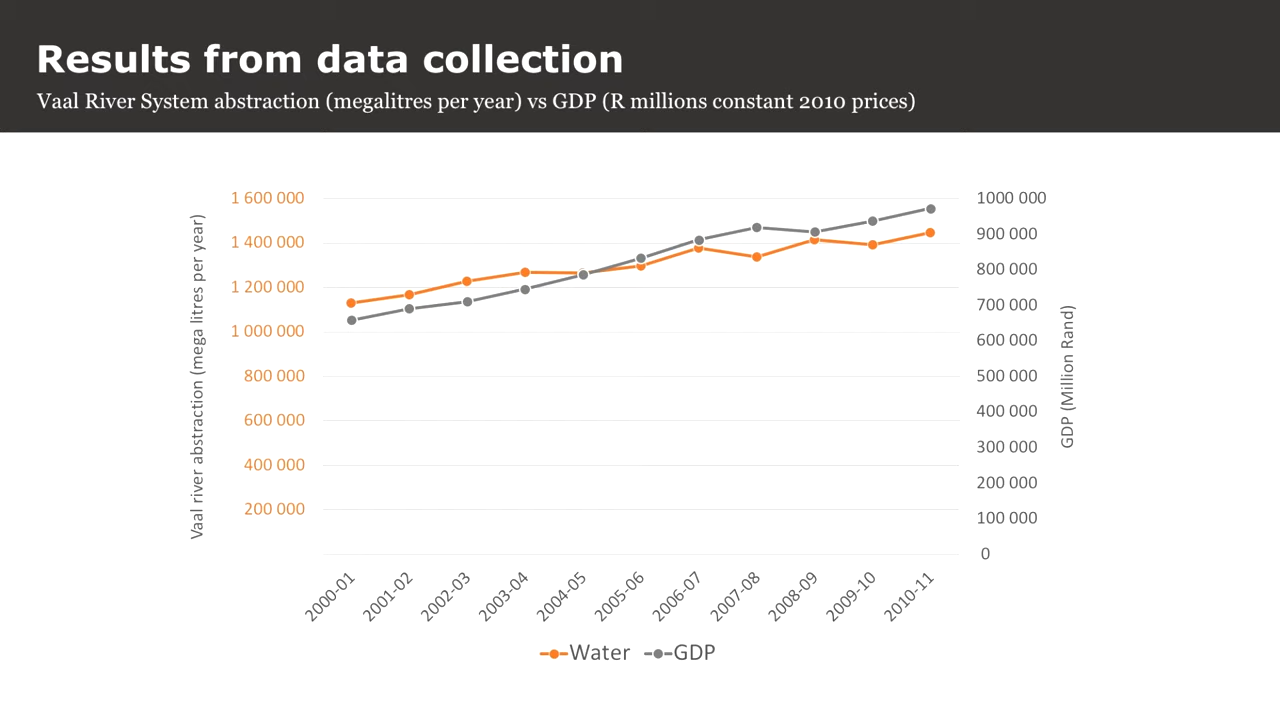 Results from data collection
Vaal River System abstraction (megalitres per year) vs GDP (R millions constant 2010 prices)
Vaal river abstraction (mega litres per year)
1 600 000
1 400 000
1 200 000
1 000 000
800 000
600 000
400 000
200 000
1000 000
900 000
800 000
700 000
600 000
500 000
400 000
300 000
200 000
100 000
0
GDP (Million Rand)
2000-01
2001-02
2002-03
2003-04
2004-05
2005-06
2006-07
2007-08
2008-09
2009-10
2010-11
Water
GDP